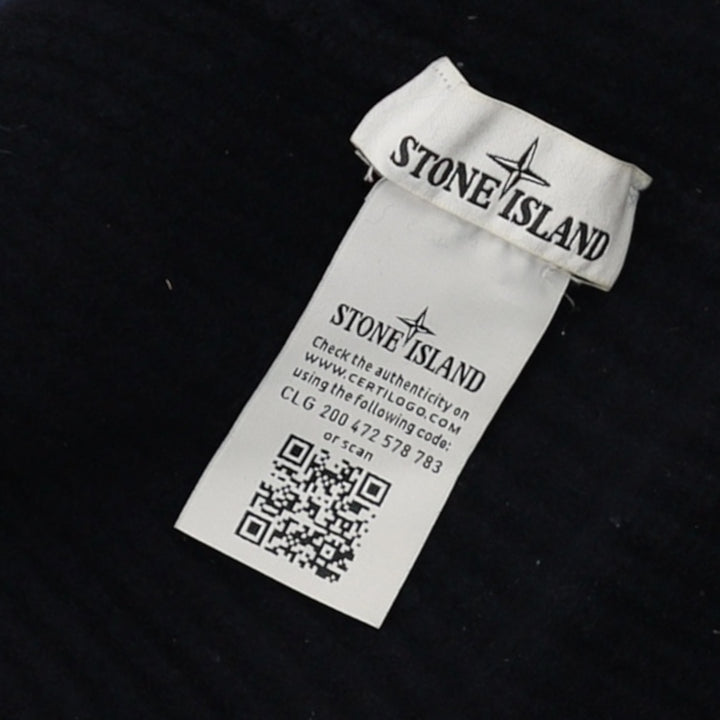 STONE ISLAND
STONE ISLAND
Check the authenticity on
WWW.CERTILOGO.COM
using the following code:
CLG 200 472 578 783
or scan